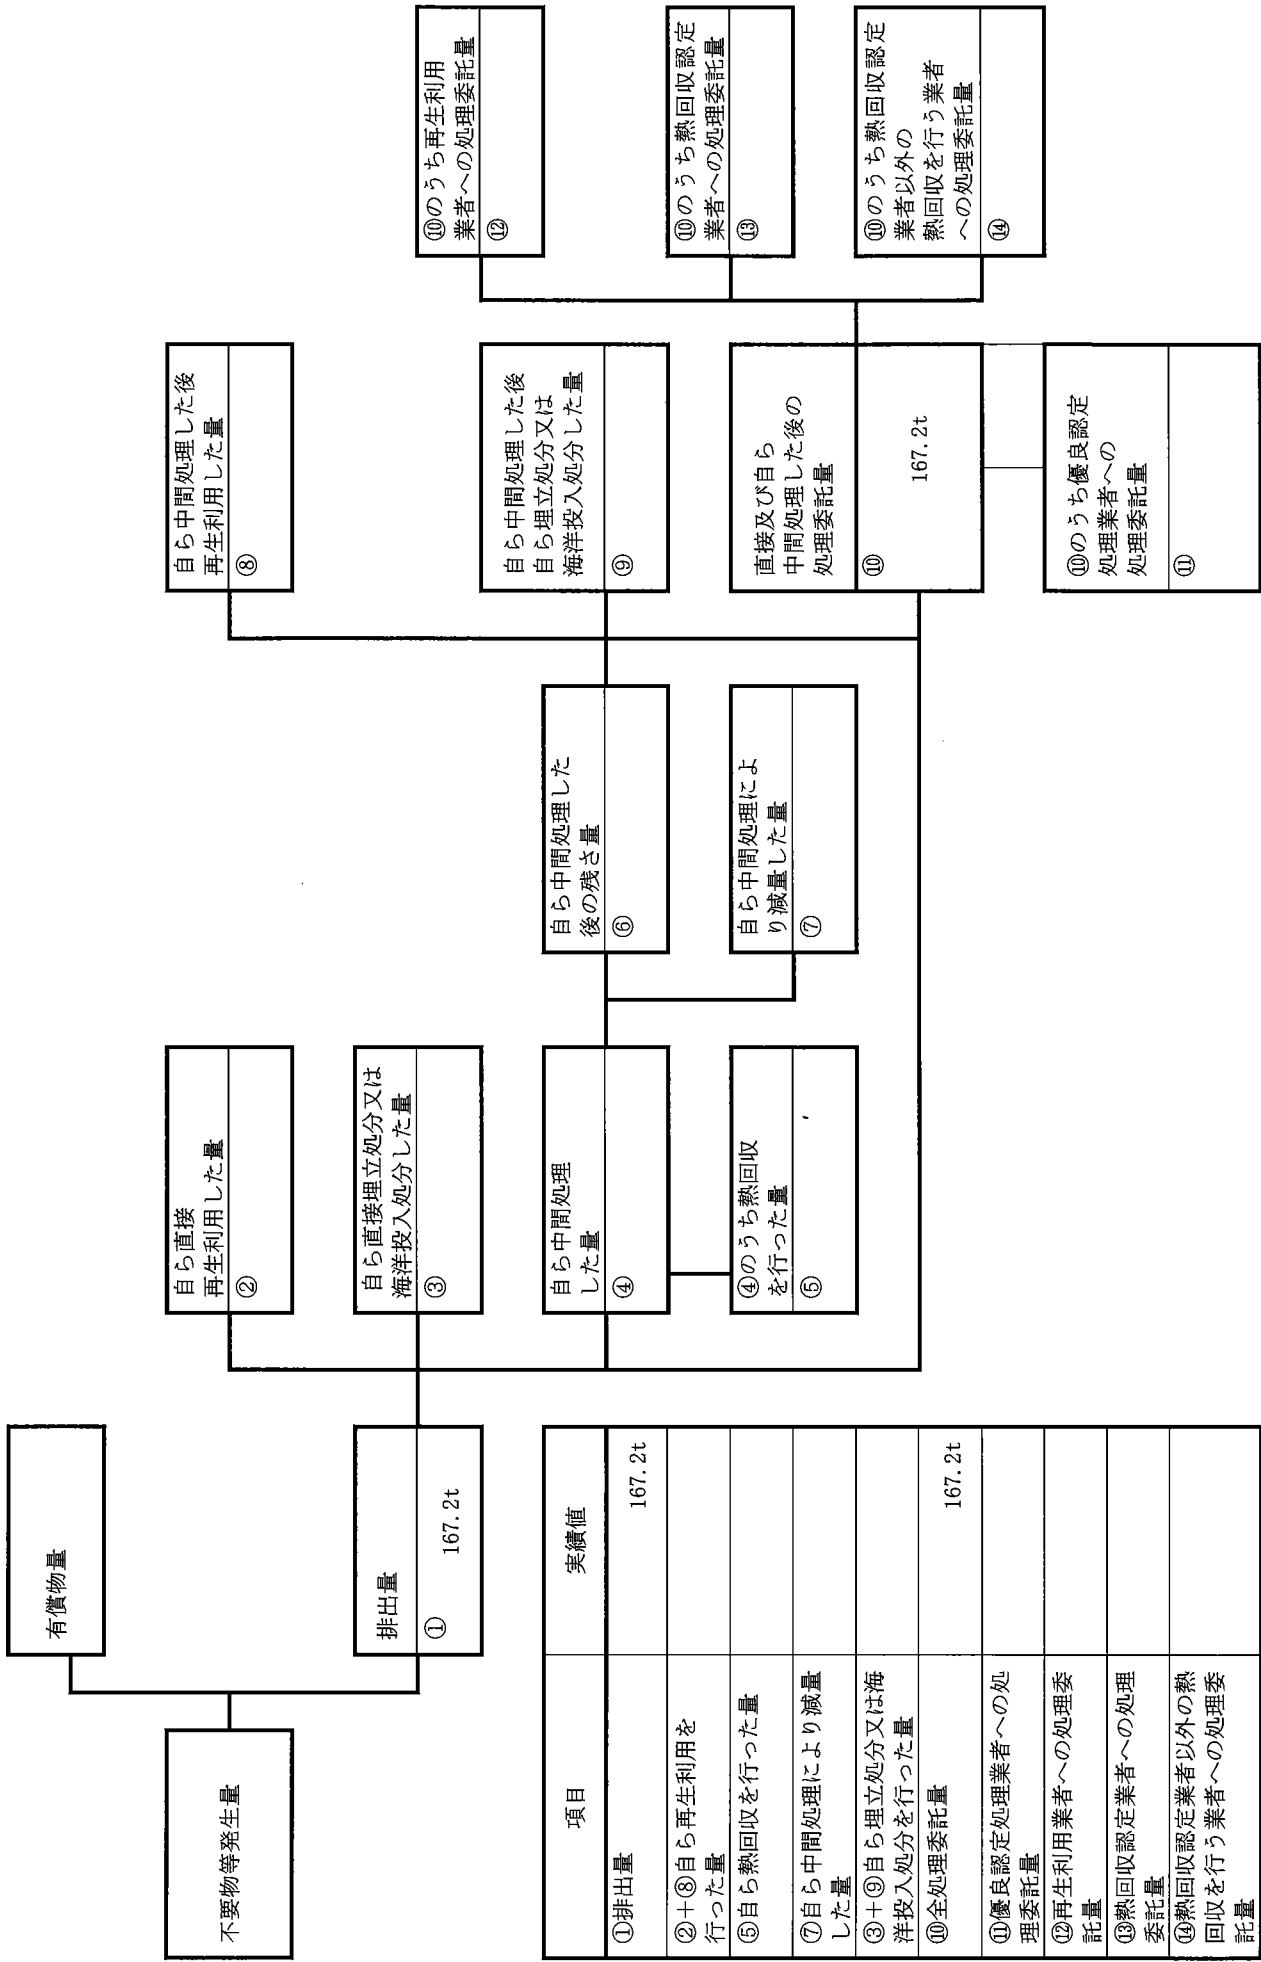 不要物等発生量
有償物量
排出量
①
167.2t
自ら直接
再生利用した量
②
自ら直接埋立処分又は
海洋投入処分した量
③
自ら中間処理
した量
④
④のうち熱回収
を行った量
⑤
自ら中間処理した
後の残さ量
⑥
自ら中間処理によ
り減量した量
⑦
自ら中間処理した後
再生利用した量
⑧
自ら中間処理した後
自ら埋立処分又は
海洋投入処分した量
⑨
直接及び自ら
中間処理した後の
処理委託量
⑩
167.2t
⑩のうち優良認定
処理業者への
処理委託量
⑪
⑩のうち再生利用
業者への処理委託量
⑫
⑩のうち熱回収認定
業者への処理委託量
⑬
⑩のうち熱回収認定
業者以外の
熱回収を行う業者
への処理委託量
⑭
項目 実績値
①排出量 167.2t
②+⑧自ら再生利用を
行った量
⑤自ら熱回収を行った量
⑦自ら中間処理により減量
した量
③+⑨自ら埋立処分又は海
洋投入処分を行った量
⑩全処理委託量 167.2t
⑪優良認定処理業者への処
理委託量
⑫再生利用業者への処理委
託量
⑬熱回収認定業者への処理
委託量
⑭熱回収認定業者以外の熱
回収を行う業者への処理委
託量